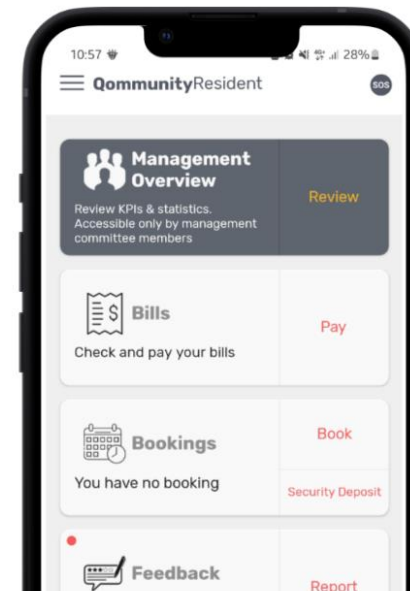 10:57
28%
QommunityResident
SOS
Management
Overview
Review KPIs & statistics.
Accessible only by management
committee members
Review
Bills
Check and pay your bills
Pay
Bookings
You have no booking
Book
Security Deposit
Feedback
Report